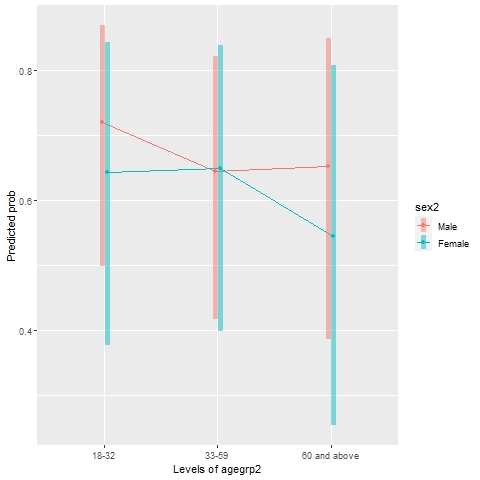 Predicted prob
0.8
0.6
0.4
18-32
33-59
60 and above
Levels of agegrp2
sex2
Male
Female